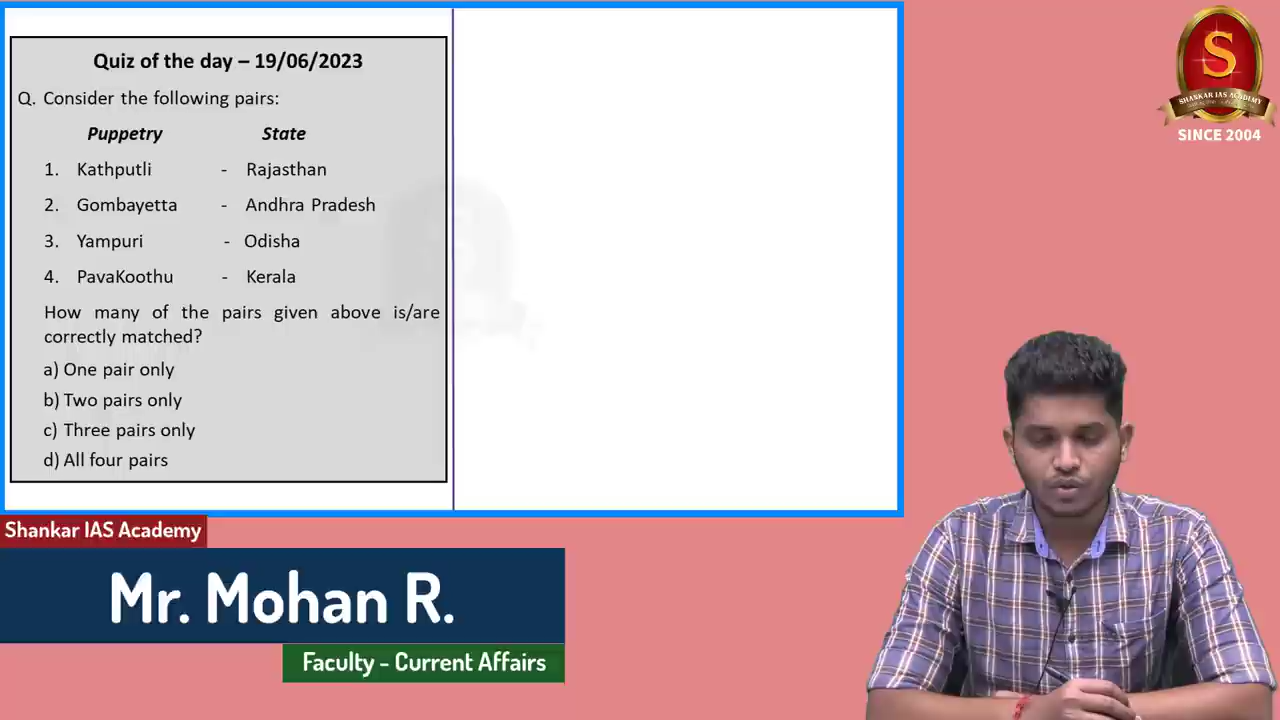 Quiz of the day – 19/06/2023
Q. Consider the following pairs:
Puppetry State
1. Kathputli - Rajasthan
2. Gombayetta - Andhra Pradesh
3. Yampuri - Odisha
4. PavaKoothu - Kerala
How many of the pairs given above is/are
correctly matched?
a) One pair only
b) Two pairs only
c) Three pairs only
d) All four pairs
S
SHANKAR IAS ACADEMY
SINCE 2004
Shankar IAS Academy
Mr. Mohan R.
Faculty - Current Affairs